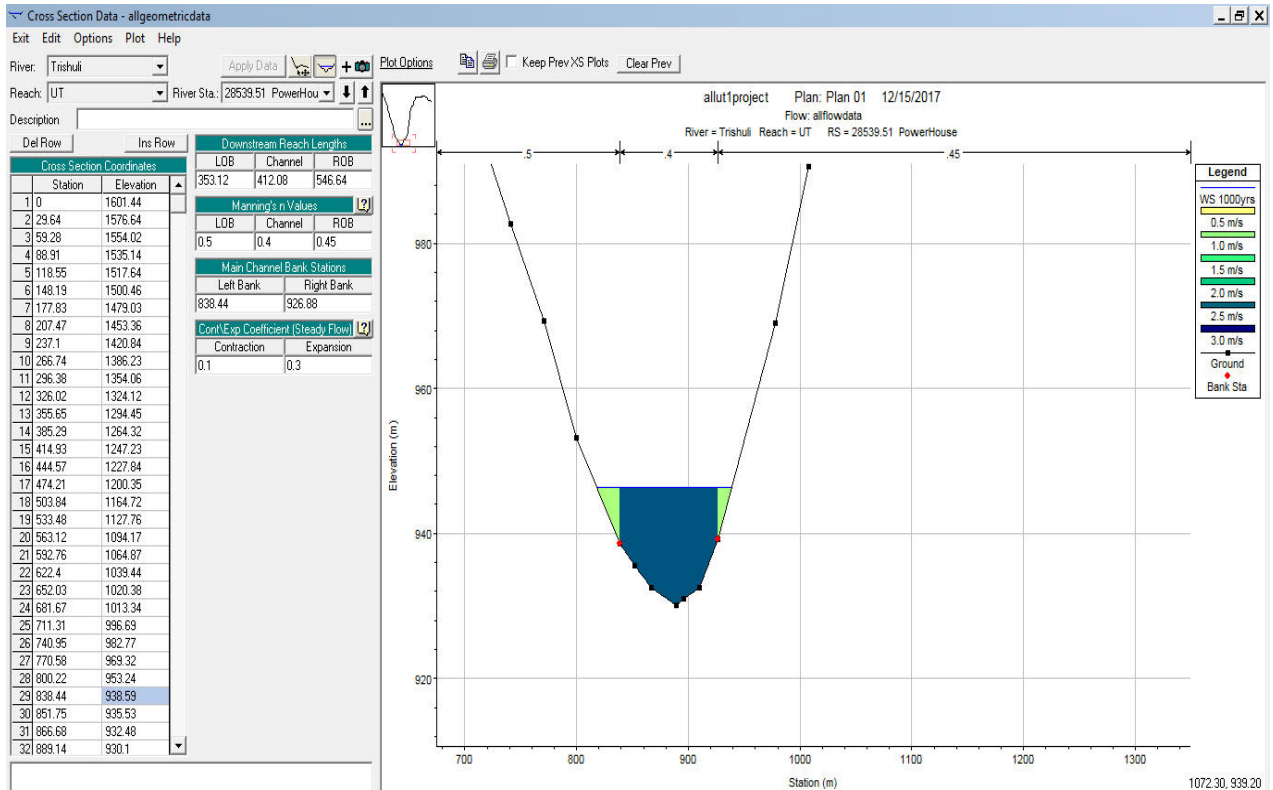 Cross Section Data - allgeometricdata
Exit Edit Options Plot Help
River: Trishuli
Apply Data
Plot Options
Keep Prev XS Plots
Clear Prev
Reach: UT
River Sta.: 28539.51 PowerHou
Description
...
Del Row
Ins Row
Cross Section Coordinates
Station Elevation
1 0 1601.44
2 29.64 1576.64
3 59.28 1554.02
4 88.91 1535.14
5 118.55 1517.64
6 148.19 1500.46
7 177.83 1479.03
8 207.47 1453.36
9 237.1 1420.84
10 266.74 1386.23
11 296.38 1354.06
12 326.02 1324.12
13 355.65 1294.45
14 385.29 1264.32
15 414.93 1247.23
16 444.57 1227.84
17 474.21 1200.35
18 503.84 1164.72
19 533.48 1127.76
20 563.12 1094.17
21 592.76 1064.87
22 622.4 1039.44
23 652.03 1020.38
24 681.67 1013.34
25 711.31 996.69
26 740.95 982.77
27 770.58 969.32
28 800.22 953.24
29 838.44 938.59
30 851.75 935.53
31 866.68 932.48
32 889.14 930.1
Downstream Reach Lengths
LOB Channel ROB
353.12 412.08 546.64
Manning's n Values ?
LOB Channel ROB
0.5 0.4 0.45
Main Channel Bank Stations
Left Bank Right Bank
838.44 926.88
Cont\Exp Coefficient (Steady Flow) ?
Contraction Expansion
0.1 0.3
allut1project Plan: Plan 01 12/15/2017
Flow: allflowdata
River = Trishuli Reach = UT RS = 28539.51 PowerHouse
.5 .4 .45
Elevation (m)
980
960
940
920
700 800 900 1000 1100 1200 1300
Station (m)
Legend
WS 1000yrs
0.5 m/s
1.0 m/s
1.5 m/s
2.0 m/s
2.5 m/s
3.0 m/s
Ground
Bank Sta
1072.30, 939.20